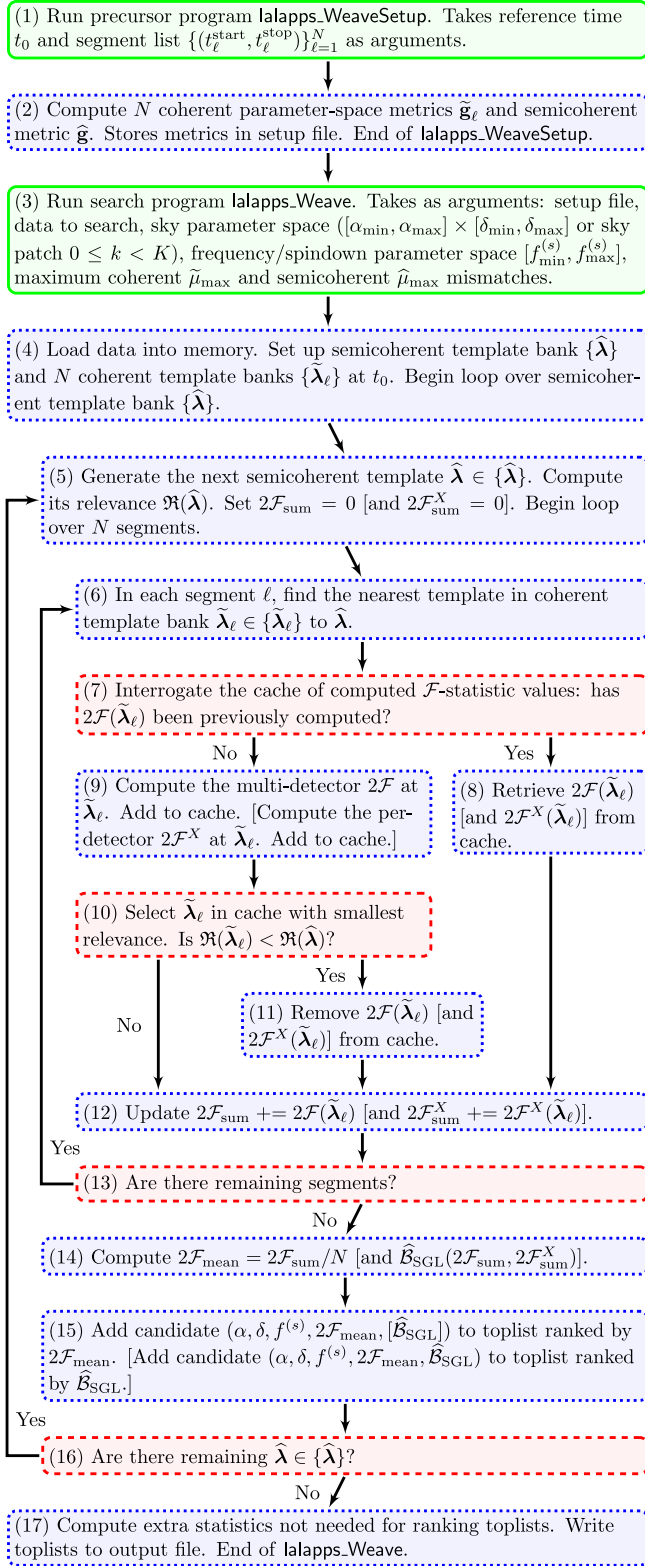 (1) Run precursor program lalapps_WeaveSetup. Takes reference time
t₀ and segment list {(t_ℓ^start, t_ℓ^stop)}_{ℓ=1}^N as arguments.
(2) Compute N coherent parameter-space metrics g̃_ℓ and semicoherent
metric ĝ. Stores metrics in setup file. End of lalapps_WeaveSetup.
(3) Run search program lalapps_Weave. Takes as arguments: setup file,
data to search, sky parameter space ([α_min, α_max] × [δ_min, δ_max] or sky
patch 0 ≤ k < K), frequency/spindown parameter space [f_min^(s), f_max^(s)],
maximum coherent μ̃_max and semicoherent μ̂_max mismatches.
(4) Load data into memory. Set up semicoherent template bank {λ̂}
and N coherent template banks {λ̃_ℓ} at t₀. Begin loop over semicoher-
ent template bank {λ̂}.
(5) Generate the next semicoherent template λ̂ ∈ {λ̂}. Compute
its relevance ℜ(λ̂). Set 2ℱ_sum = 0 [and 2ℱ_sum^X = 0]. Begin loop
over N segments.
(6) In each segment ℓ, find the nearest template in coherent
template bank λ̃_ℓ ∈ {λ̃_ℓ} to λ̂.
(7) Interrogate the cache of computed ℱ-statistic values: has
2ℱ(λ̃_ℓ) been previously computed?
No
Yes
(9) Compute the multi-detector 2ℱ at
λ̃_ℓ. Add to cache. [Compute the per-
detector 2ℱ^X at λ̃_ℓ. Add to cache.]
(8) Retrieve 2ℱ(λ̃_ℓ)
[and 2ℱ^X(λ̃_ℓ)] from
cache.
(10) Select λ̃_ℓ in cache with smallest
relevance. Is ℜ(λ̃_ℓ) < ℜ(λ̂)?
Yes
No
(11) Remove 2ℱ(λ̃_ℓ) [and
2ℱ^X(λ̃_ℓ)] from cache.
(12) Update 2ℱ_sum += 2ℱ(λ̃_ℓ) [and 2ℱ_sum^X += 2ℱ^X(λ̃_ℓ)].
Yes
(13) Are there remaining segments?
No
(14) Compute 2ℱ_mean = 2ℱ_sum/N [and ℬ̂_SGL(2ℱ_sum, 2ℱ_sum^X)].
(15) Add candidate (α, δ, f^(s), 2ℱ_mean, [ℬ̂_SGL]) to toplist ranked by
2ℱ_mean. [Add candidate (α, δ, f^(s), 2ℱ_mean, ℬ̂_SGL) to toplist ranked
by ℬ̂_SGL.]
Yes
(16) Are there remaining λ̂ ∈ {λ̂}?
No
(17) Compute extra statistics not needed for ranking toplists. Write
toplists to output file. End of lalapps_Weave.